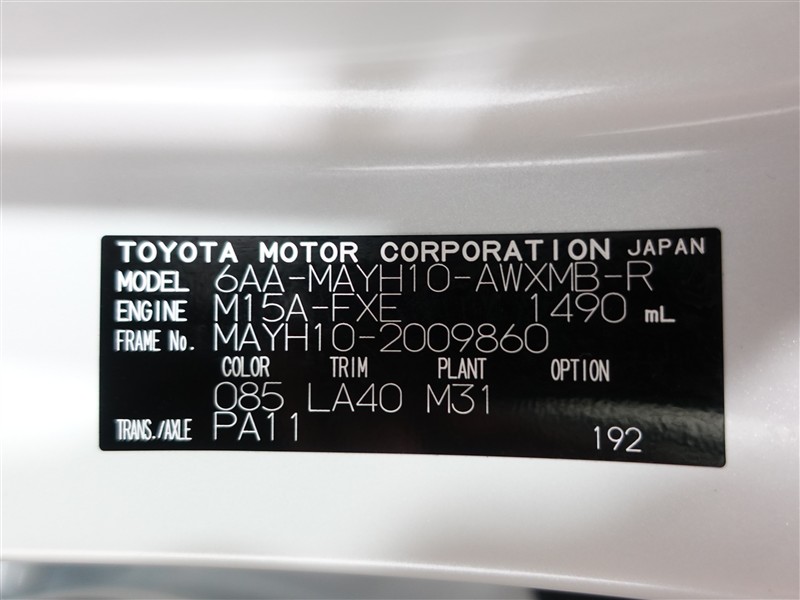 TOYOTA MOTOR CORPORATION JAPAN
MODEL 6AA-MAYH10-AWXMB-R
ENGINE M15A-FXE 1490 mL
FRAME No. MAYH10-2009860
COLOR TRIM PLANT OPTION
085 LA40 M31
TRANS./AXLE PA11 192